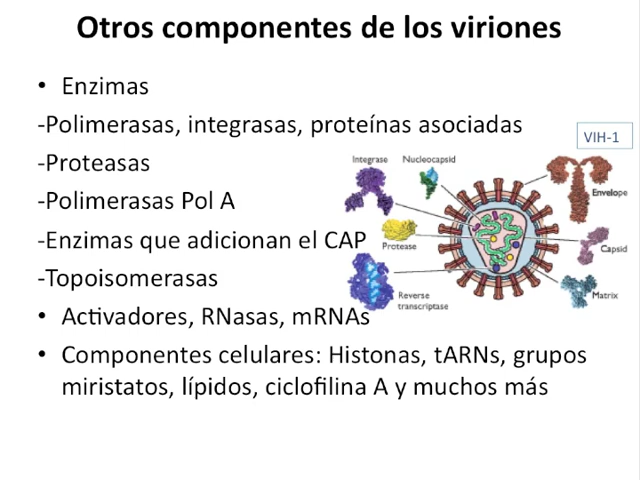 Otros componentes de los viriones
• Enzimas
-Polimerasas, integrasas, proteínas asociadas
-Proteasas
-Polimerasas Pol A
-Enzimas que adicionan el CAP
-Topoisomerasas
• Activadores, RNasas, mRNAs
• Componentes celulares: Histonas, tARNs, grupos
miristatos, lípidos, ciclofilina A y muchos más
VIH-1
Integrase
Nucleocapsid
Envelope
Protease
Capsid
Reverse
transcriptase
Matrix